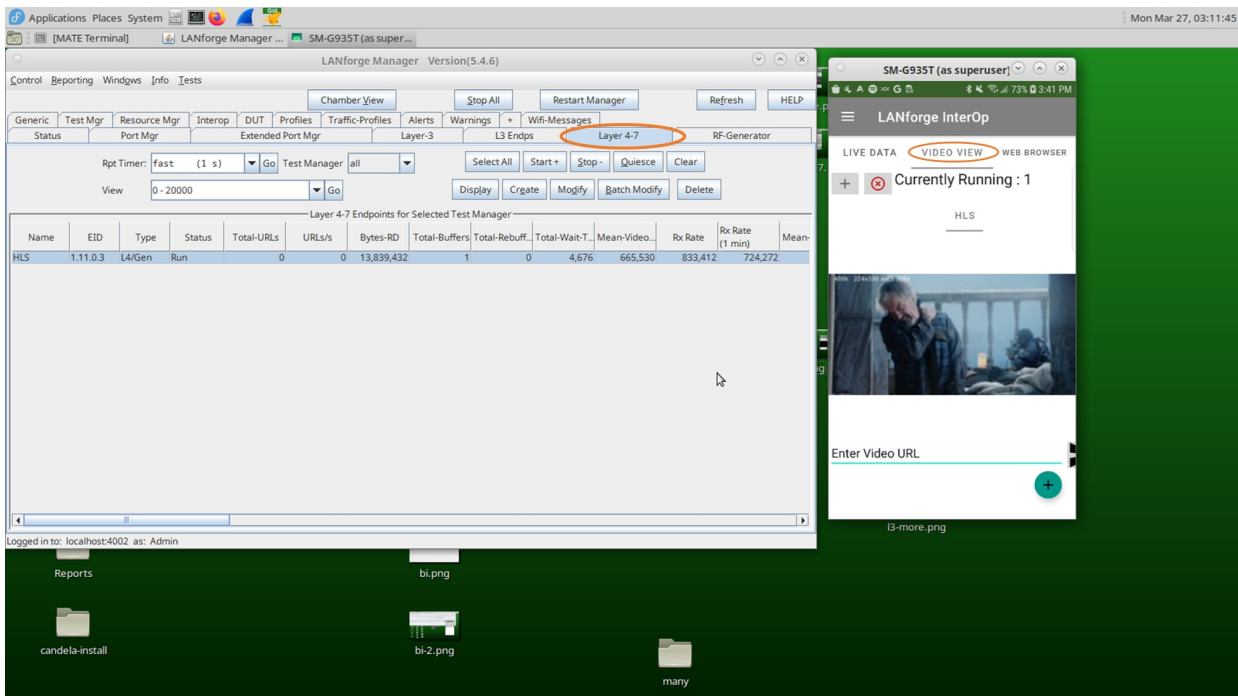 Applications Places System
Mon Mar 27, 03:11:45
[MATE Terminal]
LANforge Manager ...
SM-G935T (as super...
LANforge Manager Version(5.4.6)
Control Reporting Windows Info Tests
Chamber View
Stop All
Restart Manager
Refresh
HELP
Generic Test Mgr Resource Mgr Interop DUT Profiles Traffic-Profiles Alerts Warnings + Wifi-Messages
Status Port Mgr Extended Port Mgr Layer-3 L3 Endps Layer 4-7 RF-Generator
Rpt Timer: fast (1 s) Go Test Manager all
Select All Start + Stop - Quiesce Clear
View 0 - 20000 Go
Display Create Modify Batch Modify Delete
Layer 4-7 Endpoints for Selected Test Manager
Name EID Type Status Total-URLs URLs/s Bytes-RD Total-Buffers Total-Rebuff... Total-Wait-T... Mean-Video... Rx Rate Rx Rate (1 min) Mean-
HLS 1.11.0.3 L4/Gen Run 0 0 13,839,432 1 0 4,676 665,530 833,412 724,272
Logged in to: localhost:4002 as: Admin
SM-G935T (as superuser)
73% 3:41 PM
LANforge InterOp
LIVE DATA VIDEO VIEW WEB BROWSER
+ Currently Running : 1
HLS
Enter Video URL
+
l3-more.png
Reports
bi.png
candela-install
bi-2.png
many